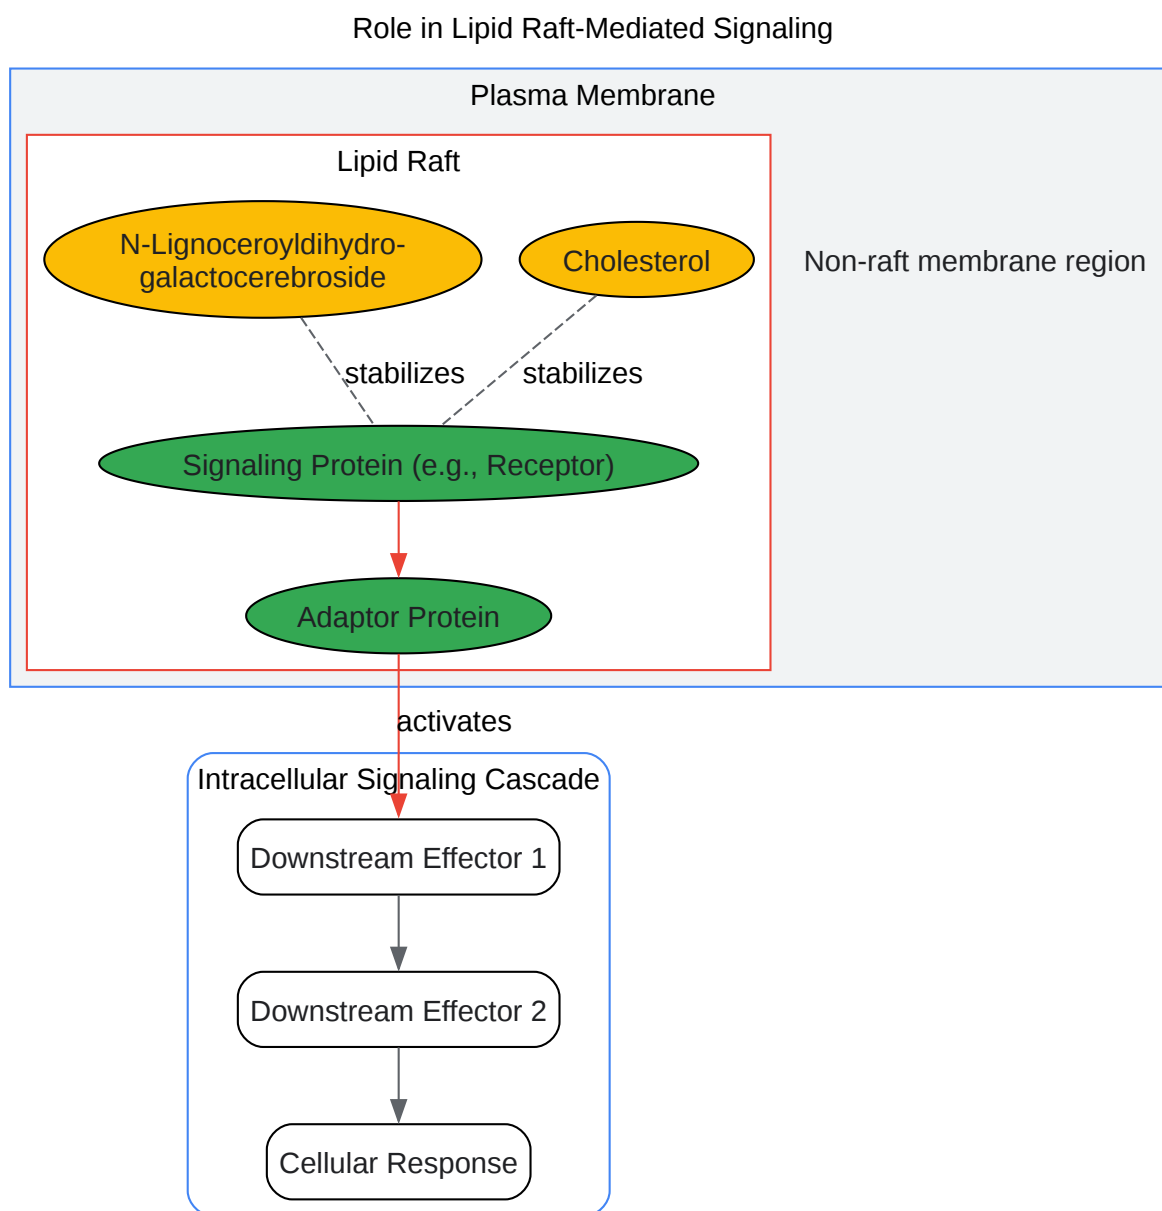 Role in Lipid Raft-Mediated Signaling
Plasma Membrane
Lipid Raft
N-Lignoceroyldihydro-
galactocerebroside
Cholesterol
Non-raft membrane region
stabilizes
stabilizes
Signaling Protein (e.g., Receptor)
Adaptor Protein
activates
Intracellular Signaling Cascade
Downstream Effector 1
Downstream Effector 2
Cellular Response